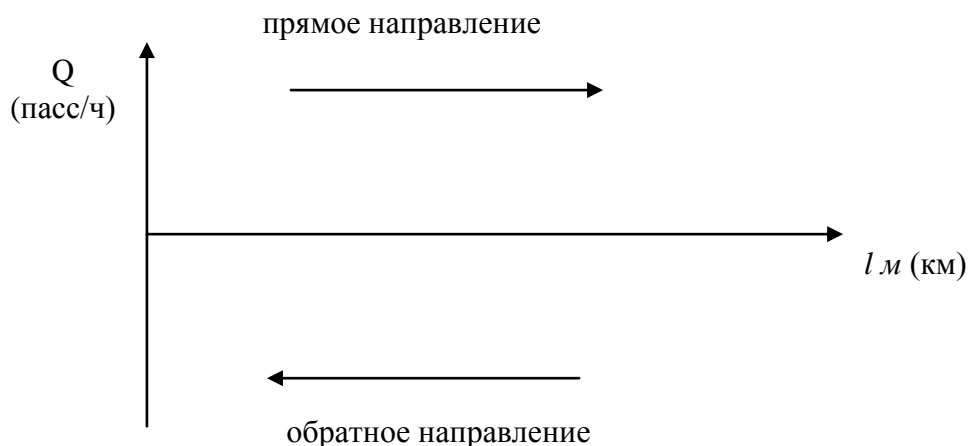 прямое направление
Q
(пасс/ч)
l м (км)
обратное направление